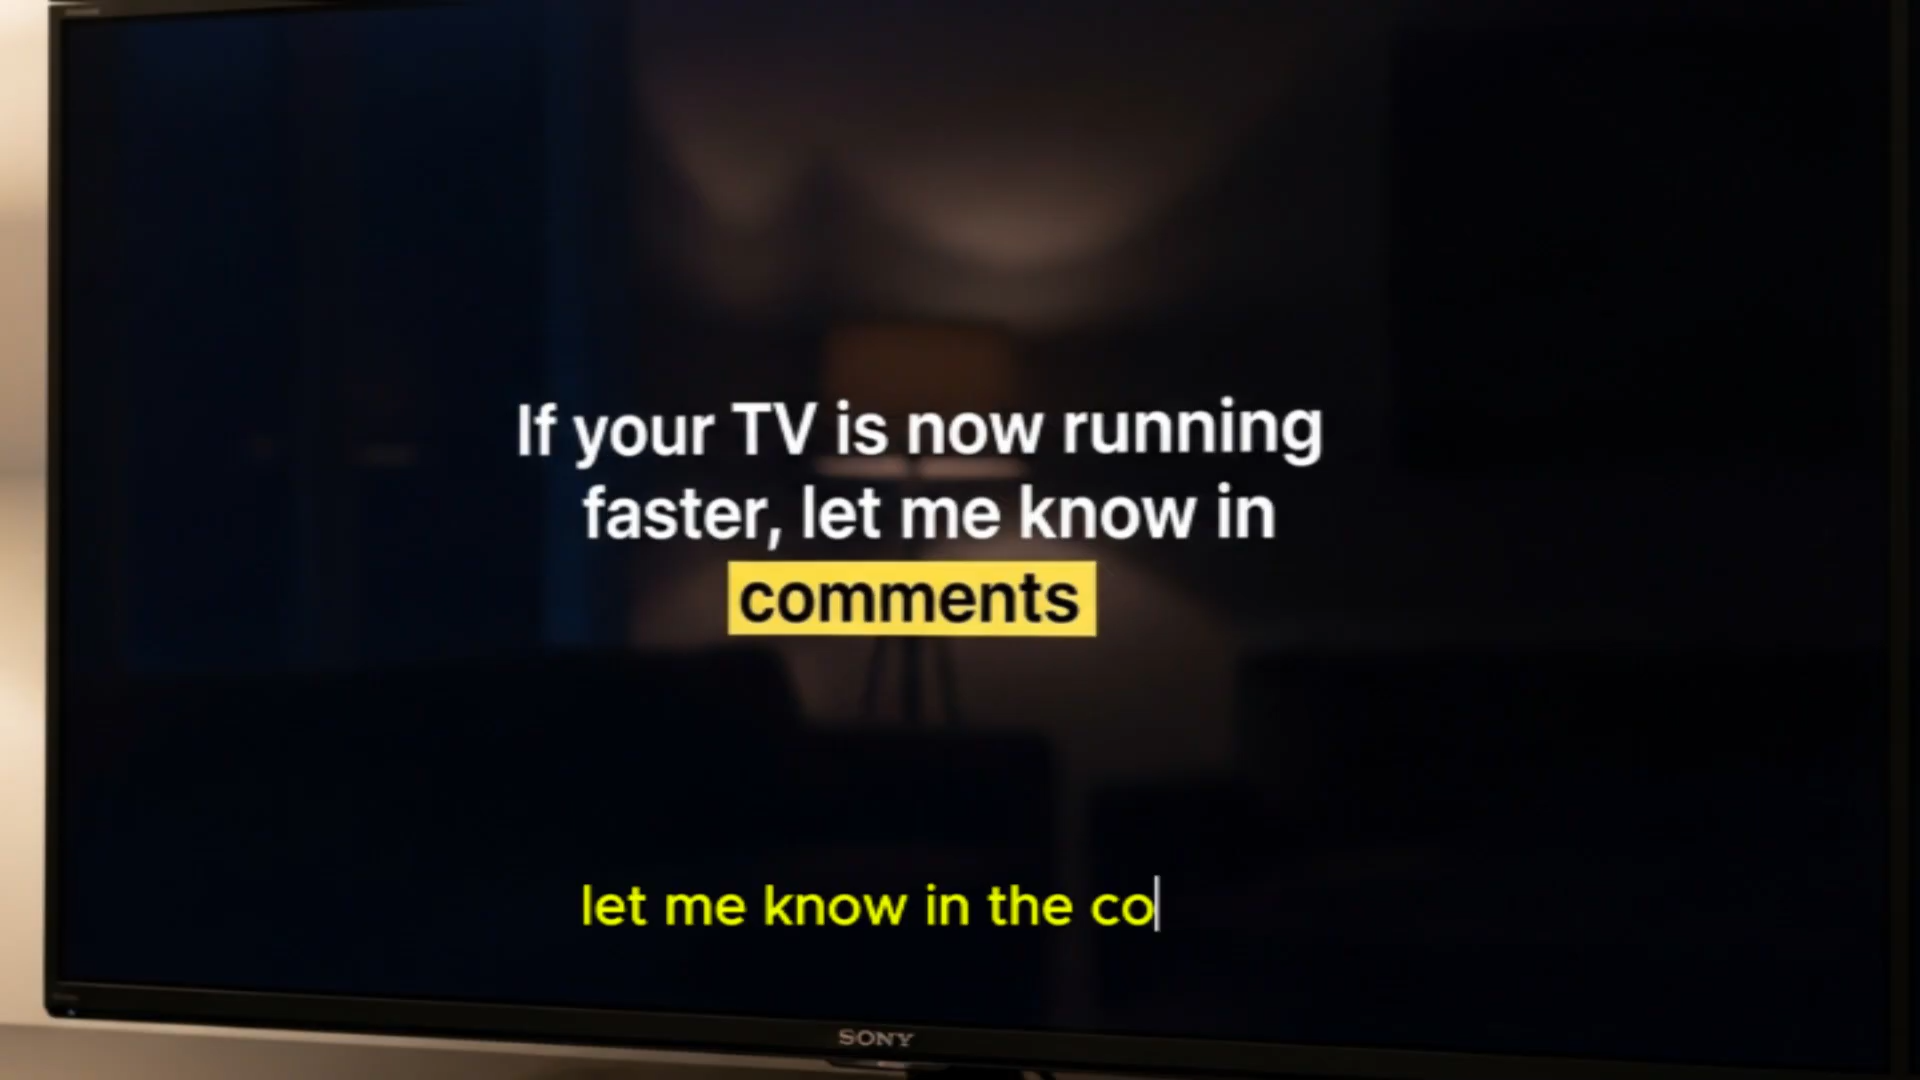 If your TV is now running
faster, let me know in
comments
let me know in the co
SONY